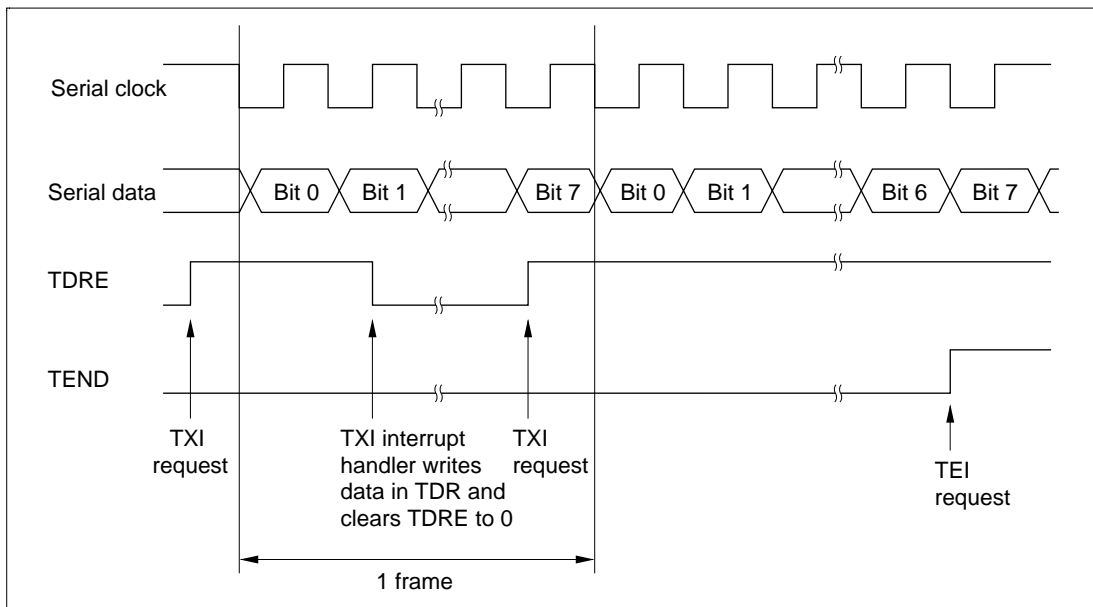 Serial clock
Serial data
Bit 0
Bit 1
Bit 7
Bit 0
Bit 1
Bit 6
Bit 7
TDRE
TEND
TXI
request
TXI interrupt
handler writes
data in TDR and
clears TDRE to 0
TXI
request
TEI
request
1 frame